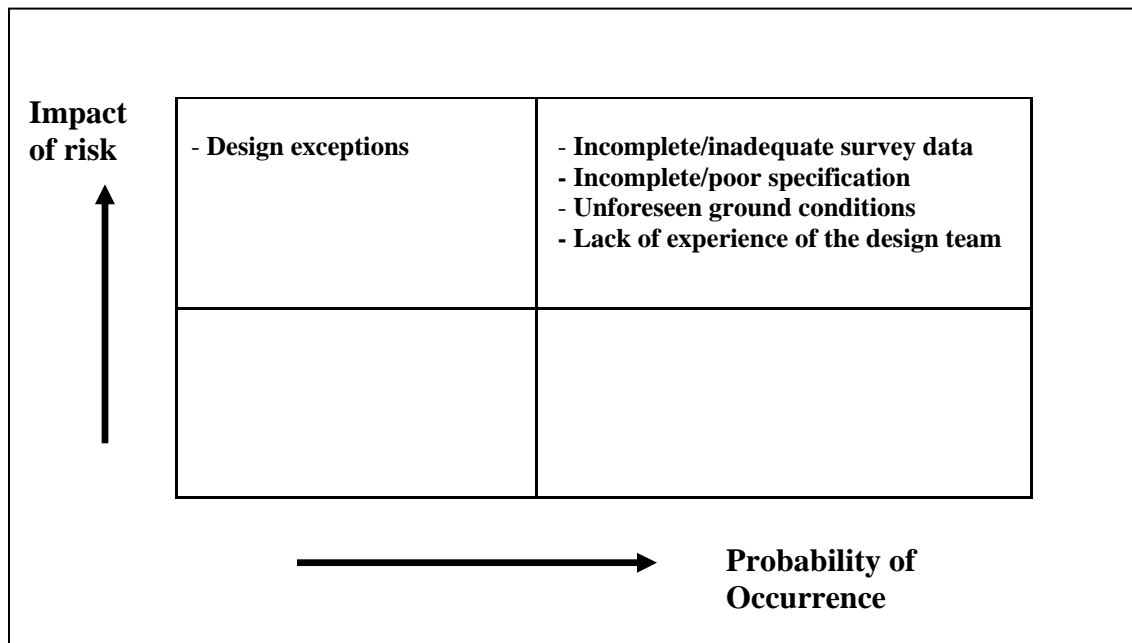 Impact
of risk
- Design exceptions
- Incomplete/inadequate survey data
- Incomplete/poor specification
- Unforeseen ground conditions
- Lack of experience of the design team
Probability of
Occurrence